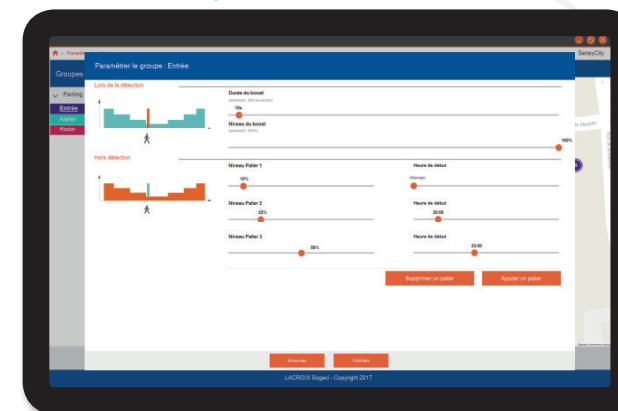 SensyCity
Groupes
Paramétrer le groupe : Entrée
Parking
Entrée
Atelier
Lors de la détection
Durée du boost
10s.
Niveau du boost
100%
Hors détection
Niveau Palier 1
Heure de début
10%
Allumage
Niveau Palier 2
Heure de début
22%
20:00
Niveau Palier 3
Heure de début
50%
23:00
Supprimer un palier
Ajouter un palier
Annuler
Valider
LACROIX Sogexi - Copyright 2017